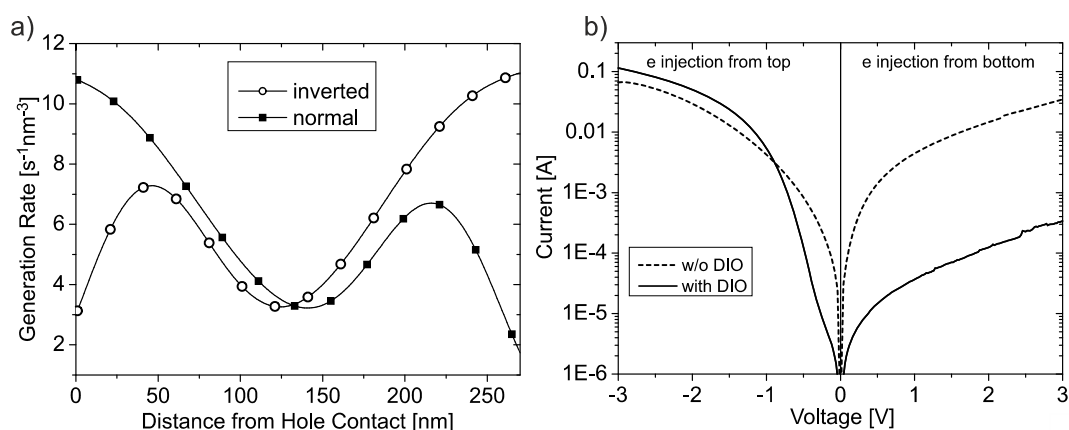 a)
Generation Rate [s⁻¹nm⁻³]
12
10
8
6
4
2
inverted
normal
0 50 100 150 200 250
Distance from Hole Contact [nm]
b)
Current [A]
0.1
0.01
1E-3
1E-4
1E-5
1E-6
e injection from top
e injection from bottom
w/o DIO
with DIO
-3 -2 -1 0 1 2 3
Voltage [V]